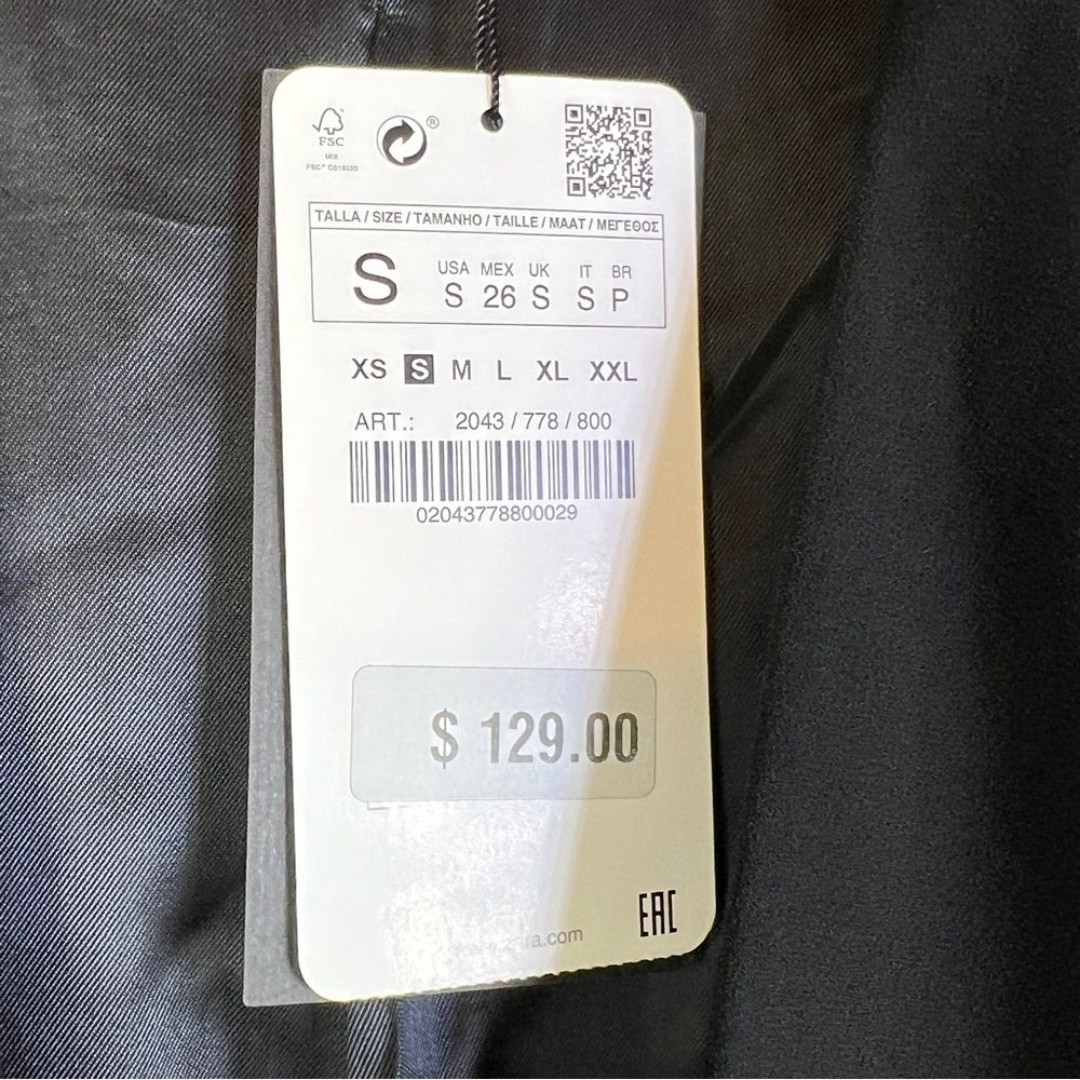 FSC
MIX
®
TALLA / SIZE / TAMANHO / TAILLE / MAAT / ΜΕΓΕΘΟΣ
S
USA MEX UK IT BR
S 26 S S P
XS S M L XL XXL
ART.: 2043 / 778 / 800
02043778800029
$ 129.00
EAC